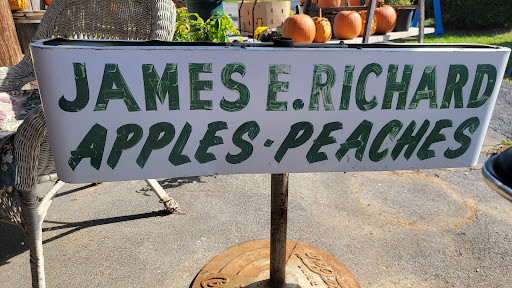 JAMES E. RICHARD
APPLES - PEACHES